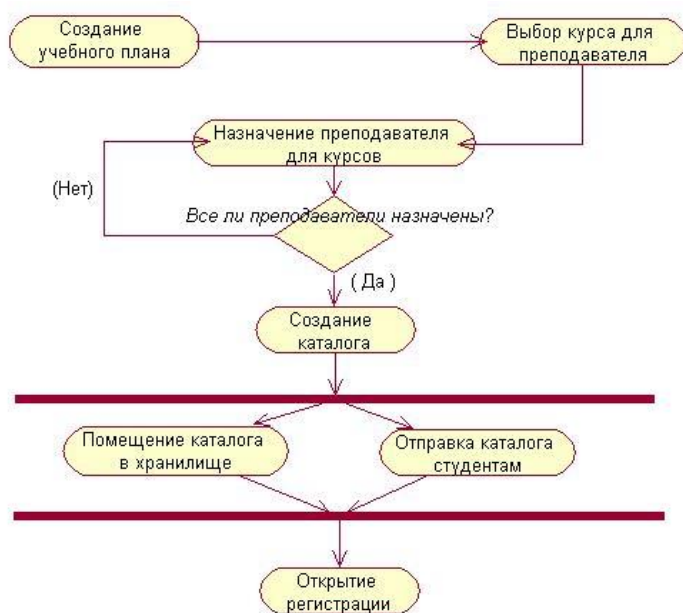 Создание
учебного плана
Выбор курса для
преподавателя
Назначение преподавателя
для курсов
(Нет)
Все ли преподаватели назначены?
( Да )
Создание
каталога
Помещение каталога
в хранилище
Отправка каталога
студентам
Открытие
регистрации